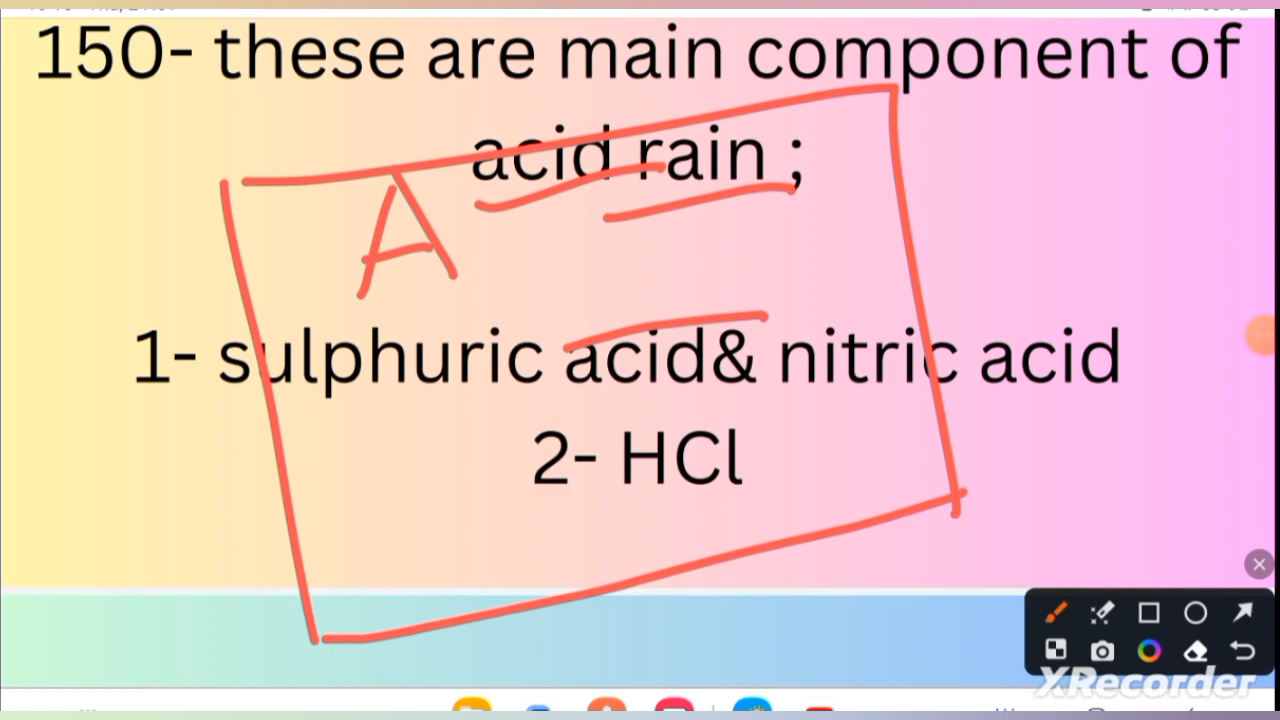 150- these are main component of
acid rain ;
A
1- sulphuric acid& nitric acid
2- HCl
XRecorder